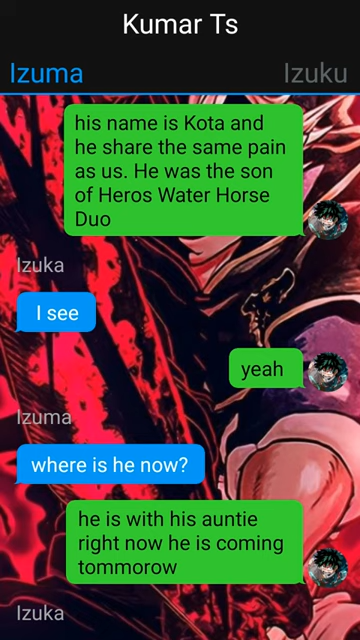 Kumar Ts
Izuma Izuku
his name is Kota and
he share the same pain
as us. He was the son
of Heros Water Horse
Duo
Izuka
I see
yeah
Izuma
where is he now?
he is with his auntie
right now he is coming
tommorow
Izuka